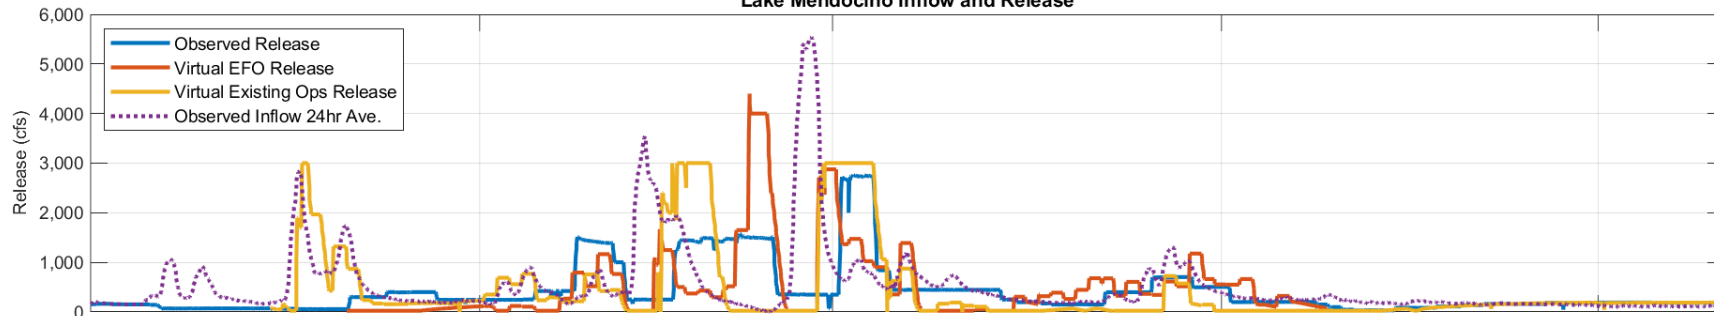 Lake Mendocino Inflow and Release
6,000
5,000
4,000
3,000
2,000
1,000
0
Release (cfs)
Observed Release
Virtual EFO Release
Virtual Existing Ops Release
Observed Inflow 24hr Ave.